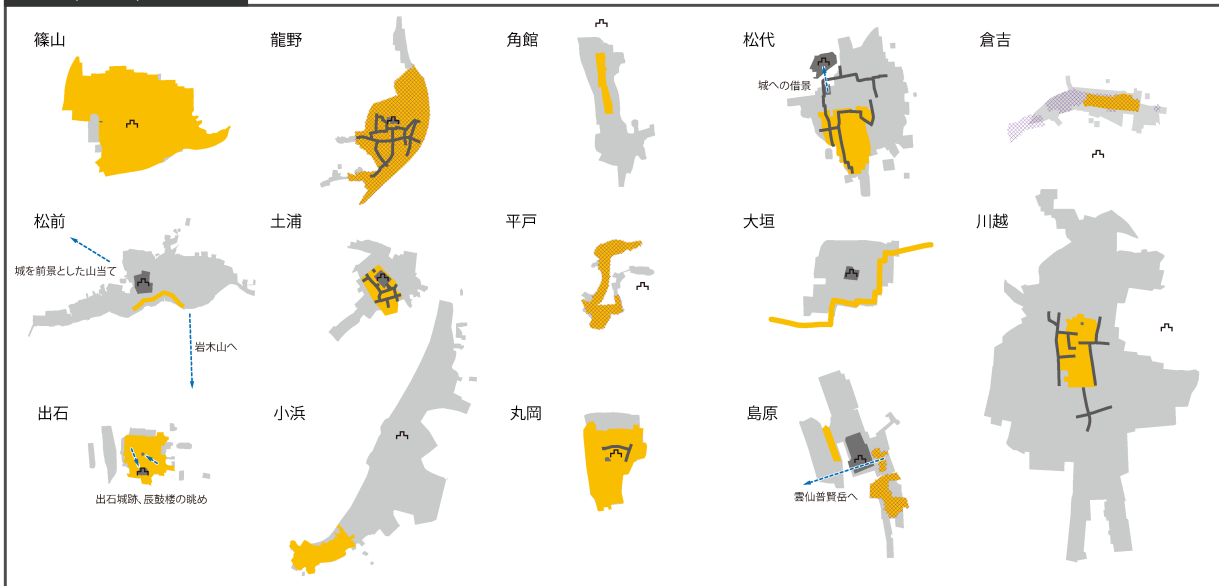 篠山
龍野
角館
松代
倉吉
城への借景
松前
土浦
平戸
大垣
川越
城を前景とした山当て
岩木山へ
出石
小浜
丸岡
島原
出石城跡、辰鼓楼の眺め
雲仙普賢岳へ